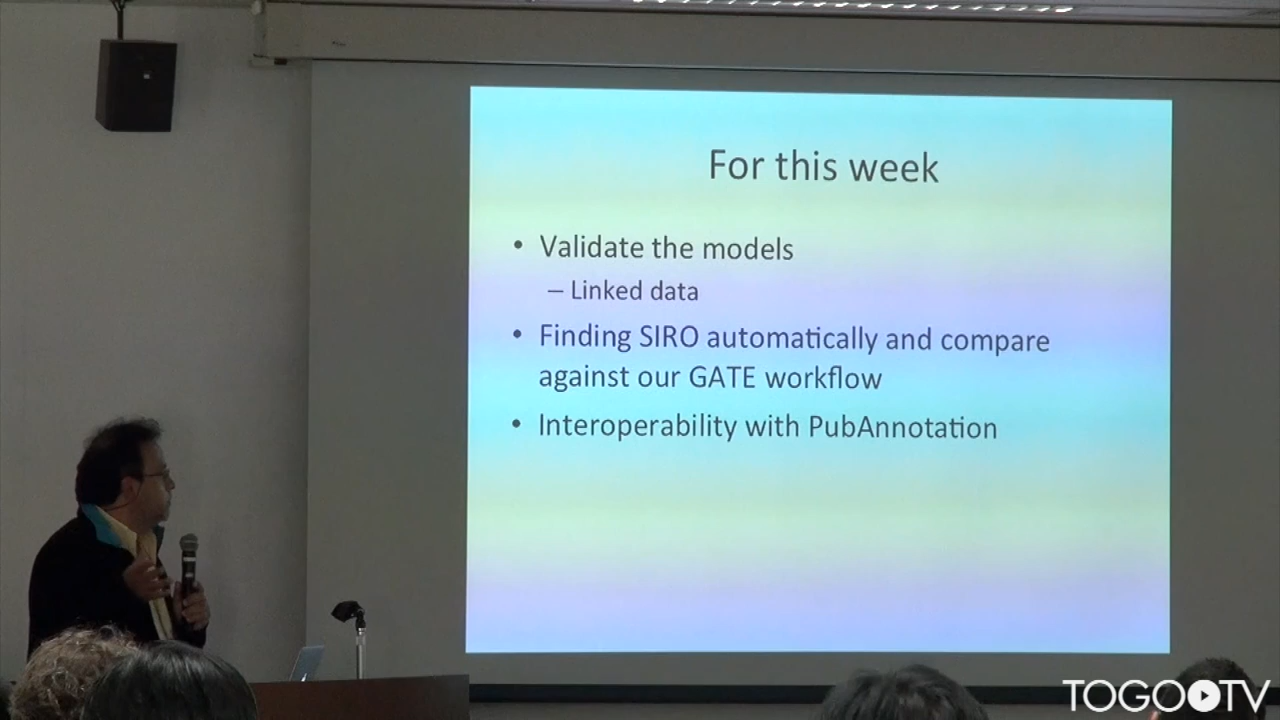 For this week
• Validate the models
– Linked data
• Finding SIRO automatically and compare
against our GATE workflow
• Interoperability with PubAnnotation
TOGOTV